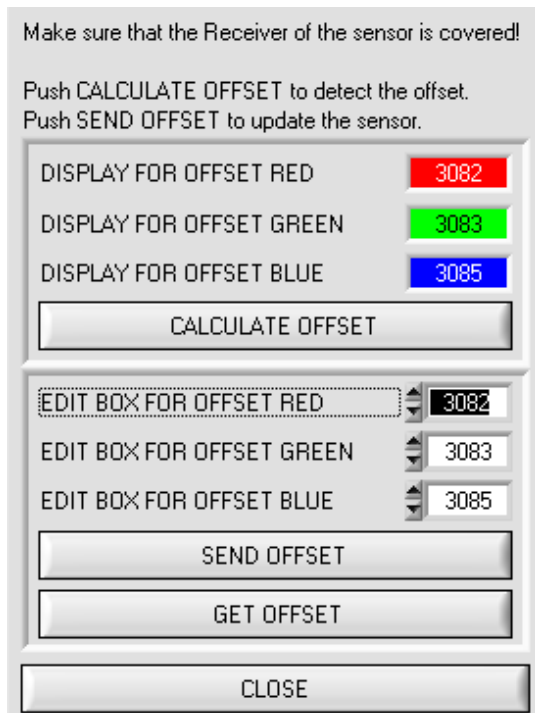 Make sure that the Receiver of the sensor is covered!
Push CALCULATE OFFSET to detect the offset.
Push SEND OFFSET to update the sensor.
DISPLAY FOR OFFSET RED 3082
DISPLAY FOR OFFSET GREEN 3083
DISPLAY FOR OFFSET BLUE 3085
CALCULATE OFFSET
EDIT BOX FOR OFFSET RED 3082
EDIT BOX FOR OFFSET GREEN 3083
EDIT BOX FOR OFFSET BLUE 3085
SEND OFFSET
GET OFFSET
CLOSE